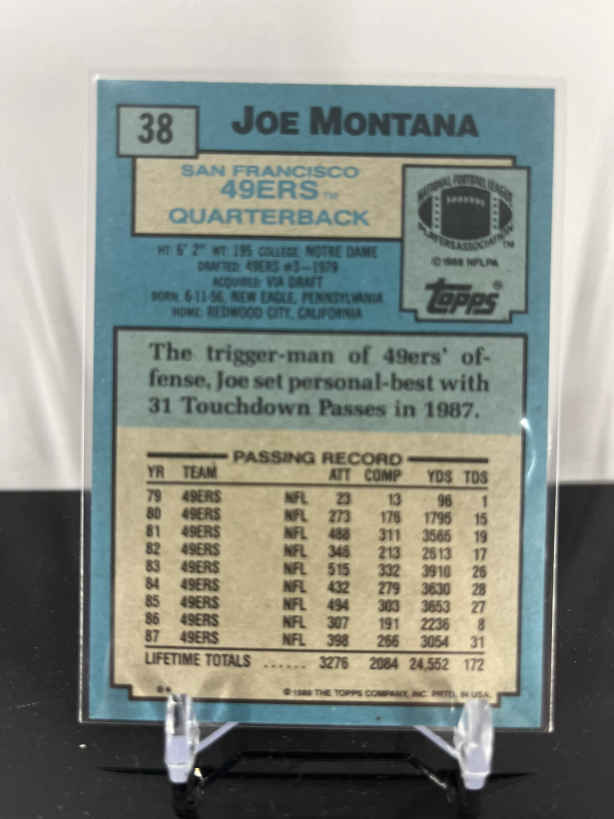 38
JOE MONTANA
SAN FRANCISCO
49ERS™
QUARTERBACK
NATIONAL FOOTBALL LEAGUE
PLAYERS ASSOCIATION™
© 1988 NFLPA
Topps®
HT: 6' 2" WT: 195 COLLEGE: NOTRE DAME
DRAFTED: 49ERS #3—1979
ACQUIRED: VIA DRAFT
BORN: 6-11-56, NEW EAGLE, PENNSYLVANIA
HOME: REDWOOD CITY, CALIFORNIA
The trigger-man of 49ers' of-
fense, Joe set personal-best with
31 Touchdown Passes in 1987.
PASSING RECORD
YR TEAM ATT COMP YDS TDS
79 49ERS NFL 23 13 96 1
80 49ERS NFL 273 176 1795 15
81 49ERS NFL 488 311 3565 19
82 49ERS NFL 346 213 2613 17
83 49ERS NFL 515 332 3910 26
84 49ERS NFL 432 279 3630 28
85 49ERS NFL 494 303 3653 27
86 49ERS NFL 307 191 2236 8
87 49ERS NFL 398 266 3054 31
LIFETIME TOTALS ...... 3276 2084 24,552 172
© 1988 THE TOPPS COMPANY, INC. PRTD. IN U.S.A.